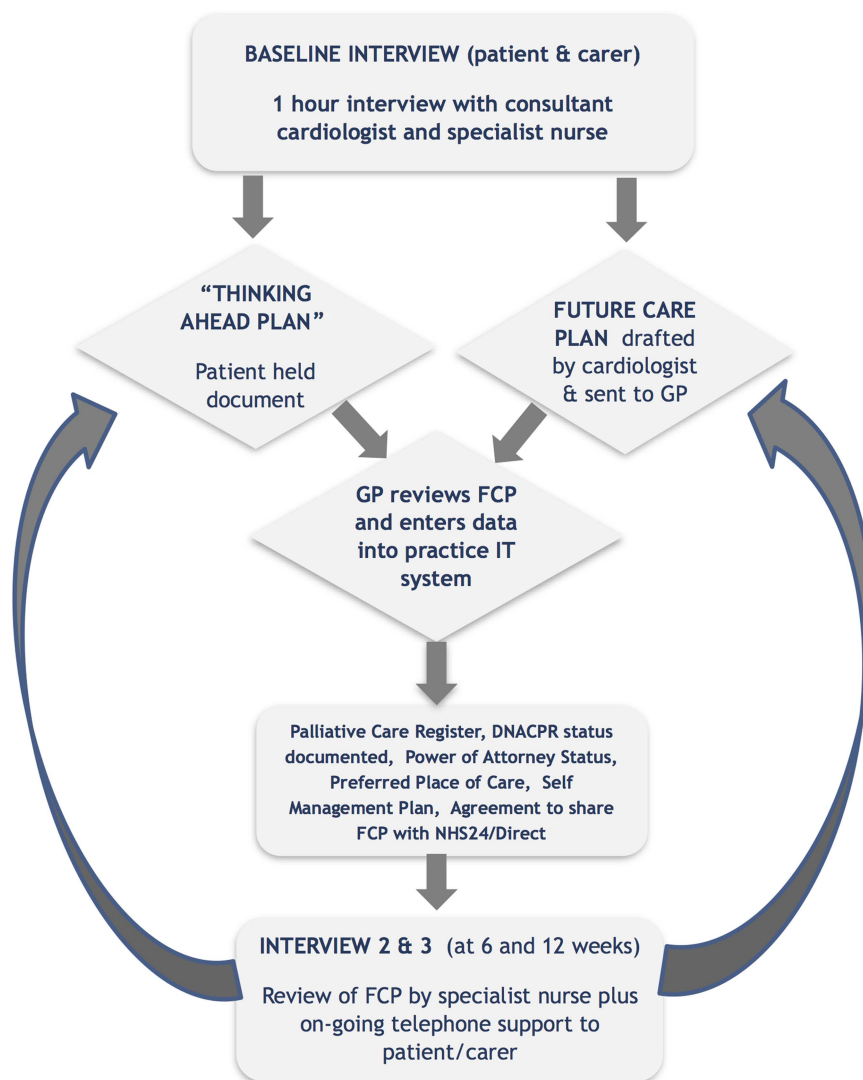 BASELINE INTERVIEW (patient & carer)
1 hour interview with consultant
cardiologist and specialist nurse
“THINKING
AHEAD PLAN”
Patient held
document
FUTURE CARE
PLAN drafted
by cardiologist
& sent to GP
GP reviews FCP
and enters data
into practice IT
system
Palliative Care Register, DNACPR status
documented, Power of Attorney Status,
Preferred Place of Care, Self
Management Plan, Agreement to share
FCP with NHS24/Direct
INTERVIEW 2 & 3 (at 6 and 12 weeks)
Review of FCP by specialist nurse plus
on-going telephone support to
patient/carer